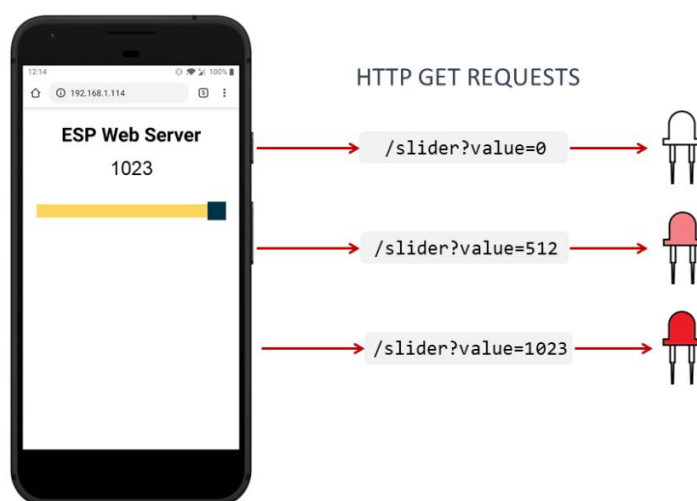 12:14
100%
192.168.1.114
5
ESP Web Server
1023
HTTP GET REQUESTS
/slider?value=0
/slider?value=512
/slider?value=1023